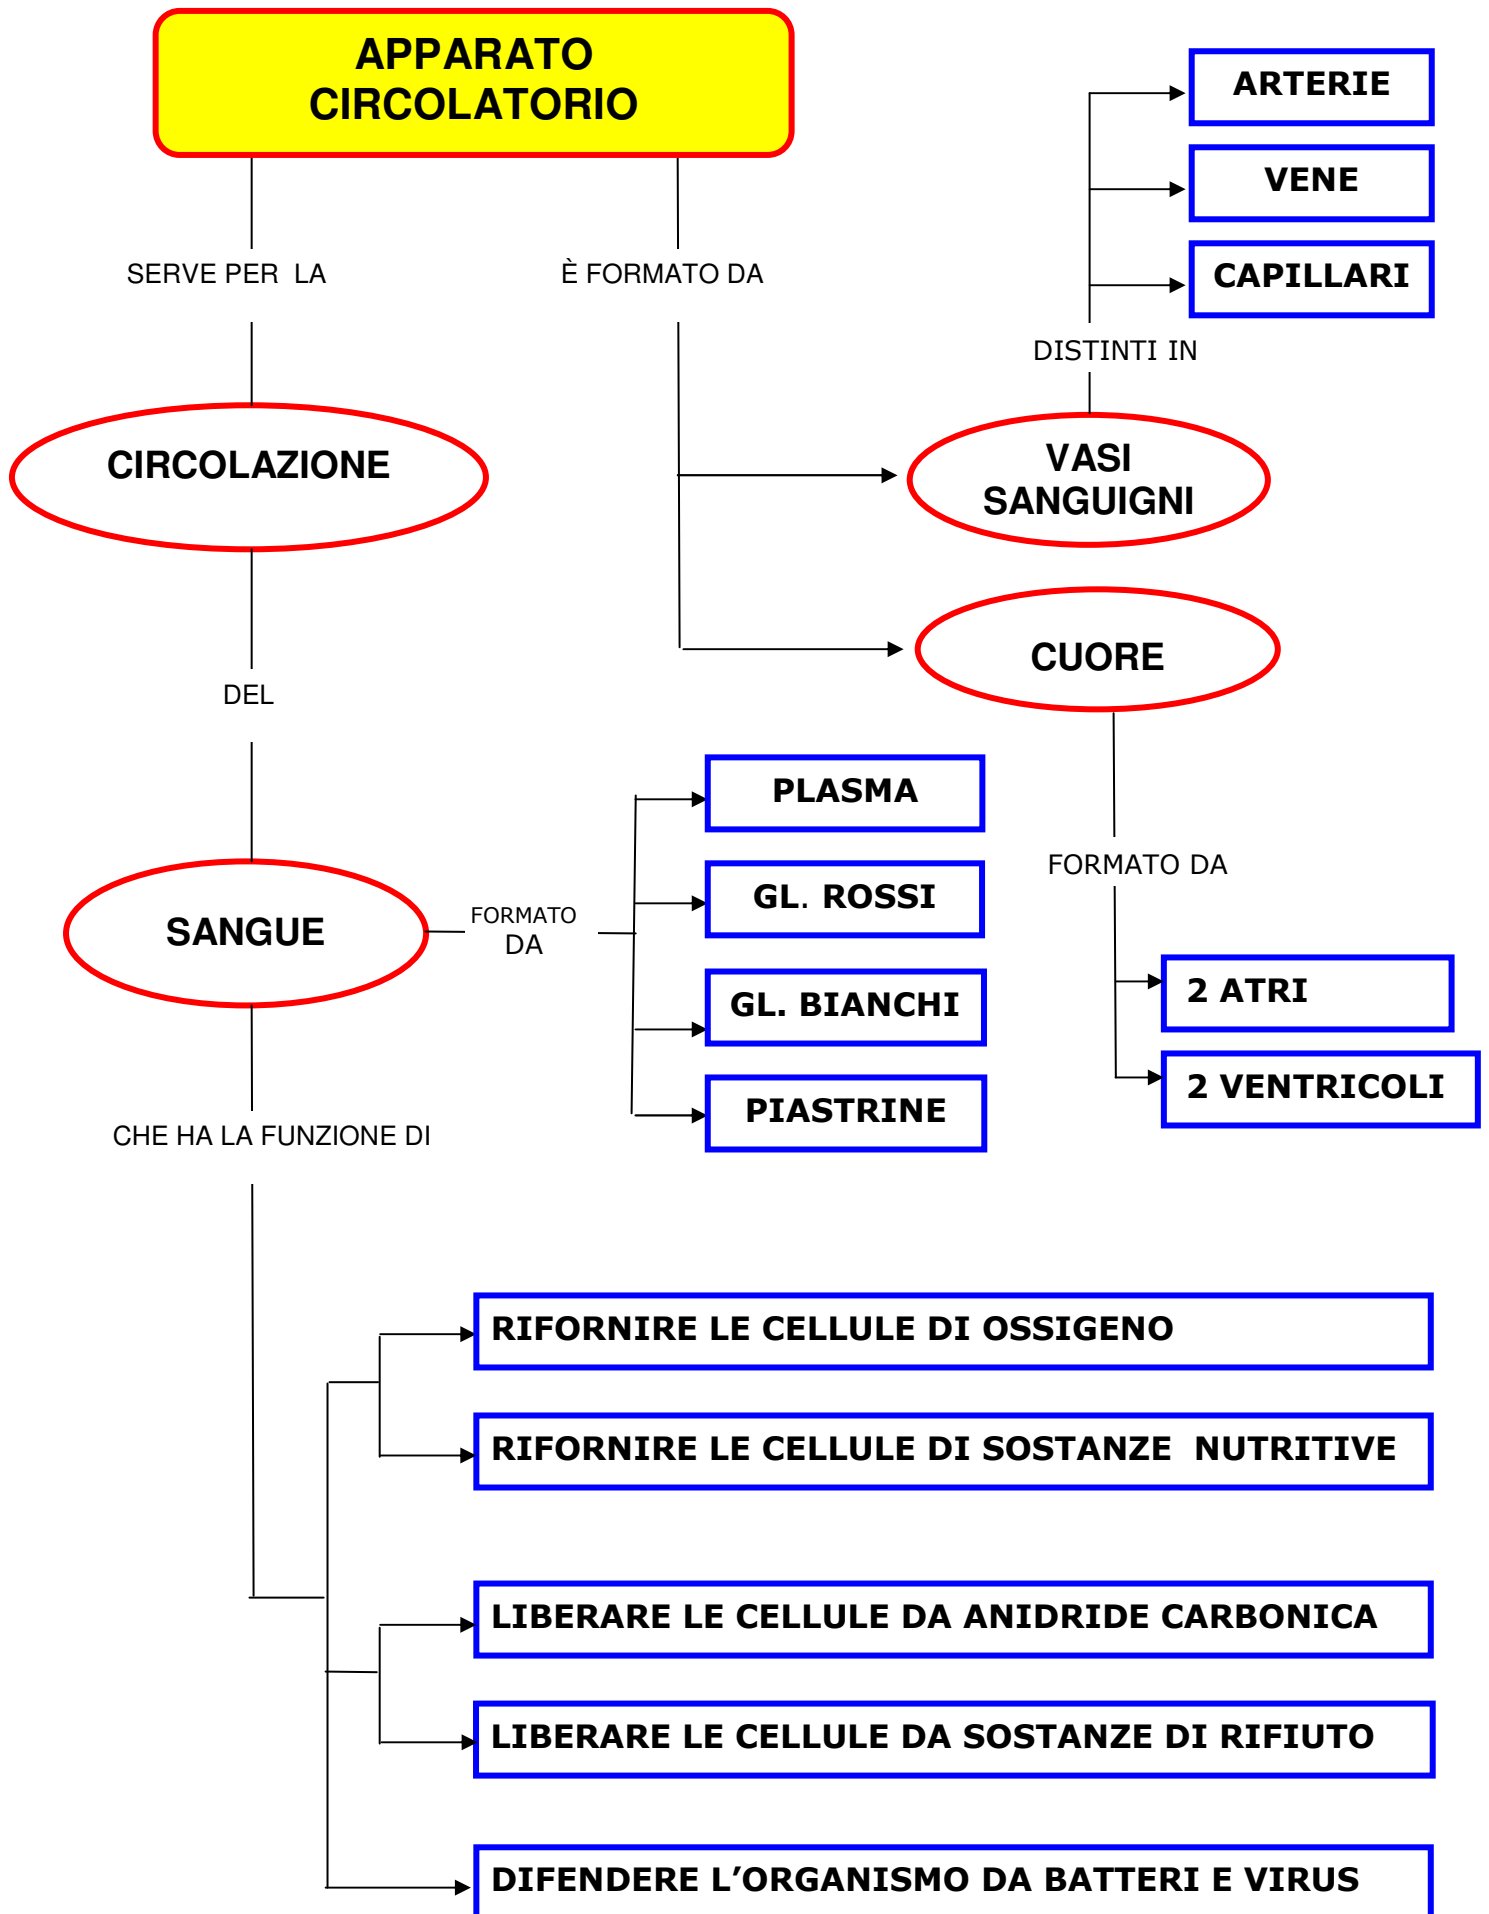 APPARATO
CIRCOLATORIO
ARTERIE
VENE
CAPILLARI
SERVE PER  LA
È FORMATO DA
DISTINTI IN
CIRCOLAZIONE
VASI
SANGUIGNI
CUORE
DEL
PLASMA
FORMATO DA
GL. ROSSI
SANGUE
FORMATO
DA
GL. BIANCHI
2 ATRI
2 VENTRICOLI
PIASTRINE
CHE HA LA FUNZIONE DI
RIFORNIRE LE CELLULE DI OSSIGENO
RIFORNIRE LE CELLULE DI SOSTANZE  NUTRITIVE
LIBERARE LE CELLULE DA ANIDRIDE CARBONICA
LIBERARE LE CELLULE DA SOSTANZE DI RIFIUTO
DIFENDERE L’ORGANISMO DA BATTERI E VIRUS